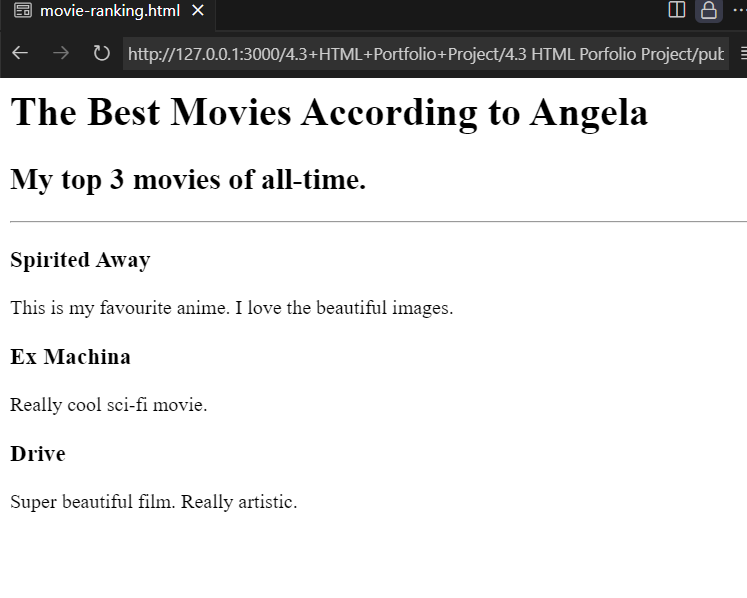 movie-ranking.html
http://127.0.0.1:3000/4.3+HTML+Portfolio+Project/4.3 HTML Porfolio Project/pub
The Best Movies According to Angela
My top 3 movies of all-time.
Spirited Away
This is my favourite anime. I love the beautiful images.
Ex Machina
Really cool sci-fi movie.
Drive
Super beautiful film. Really artistic.